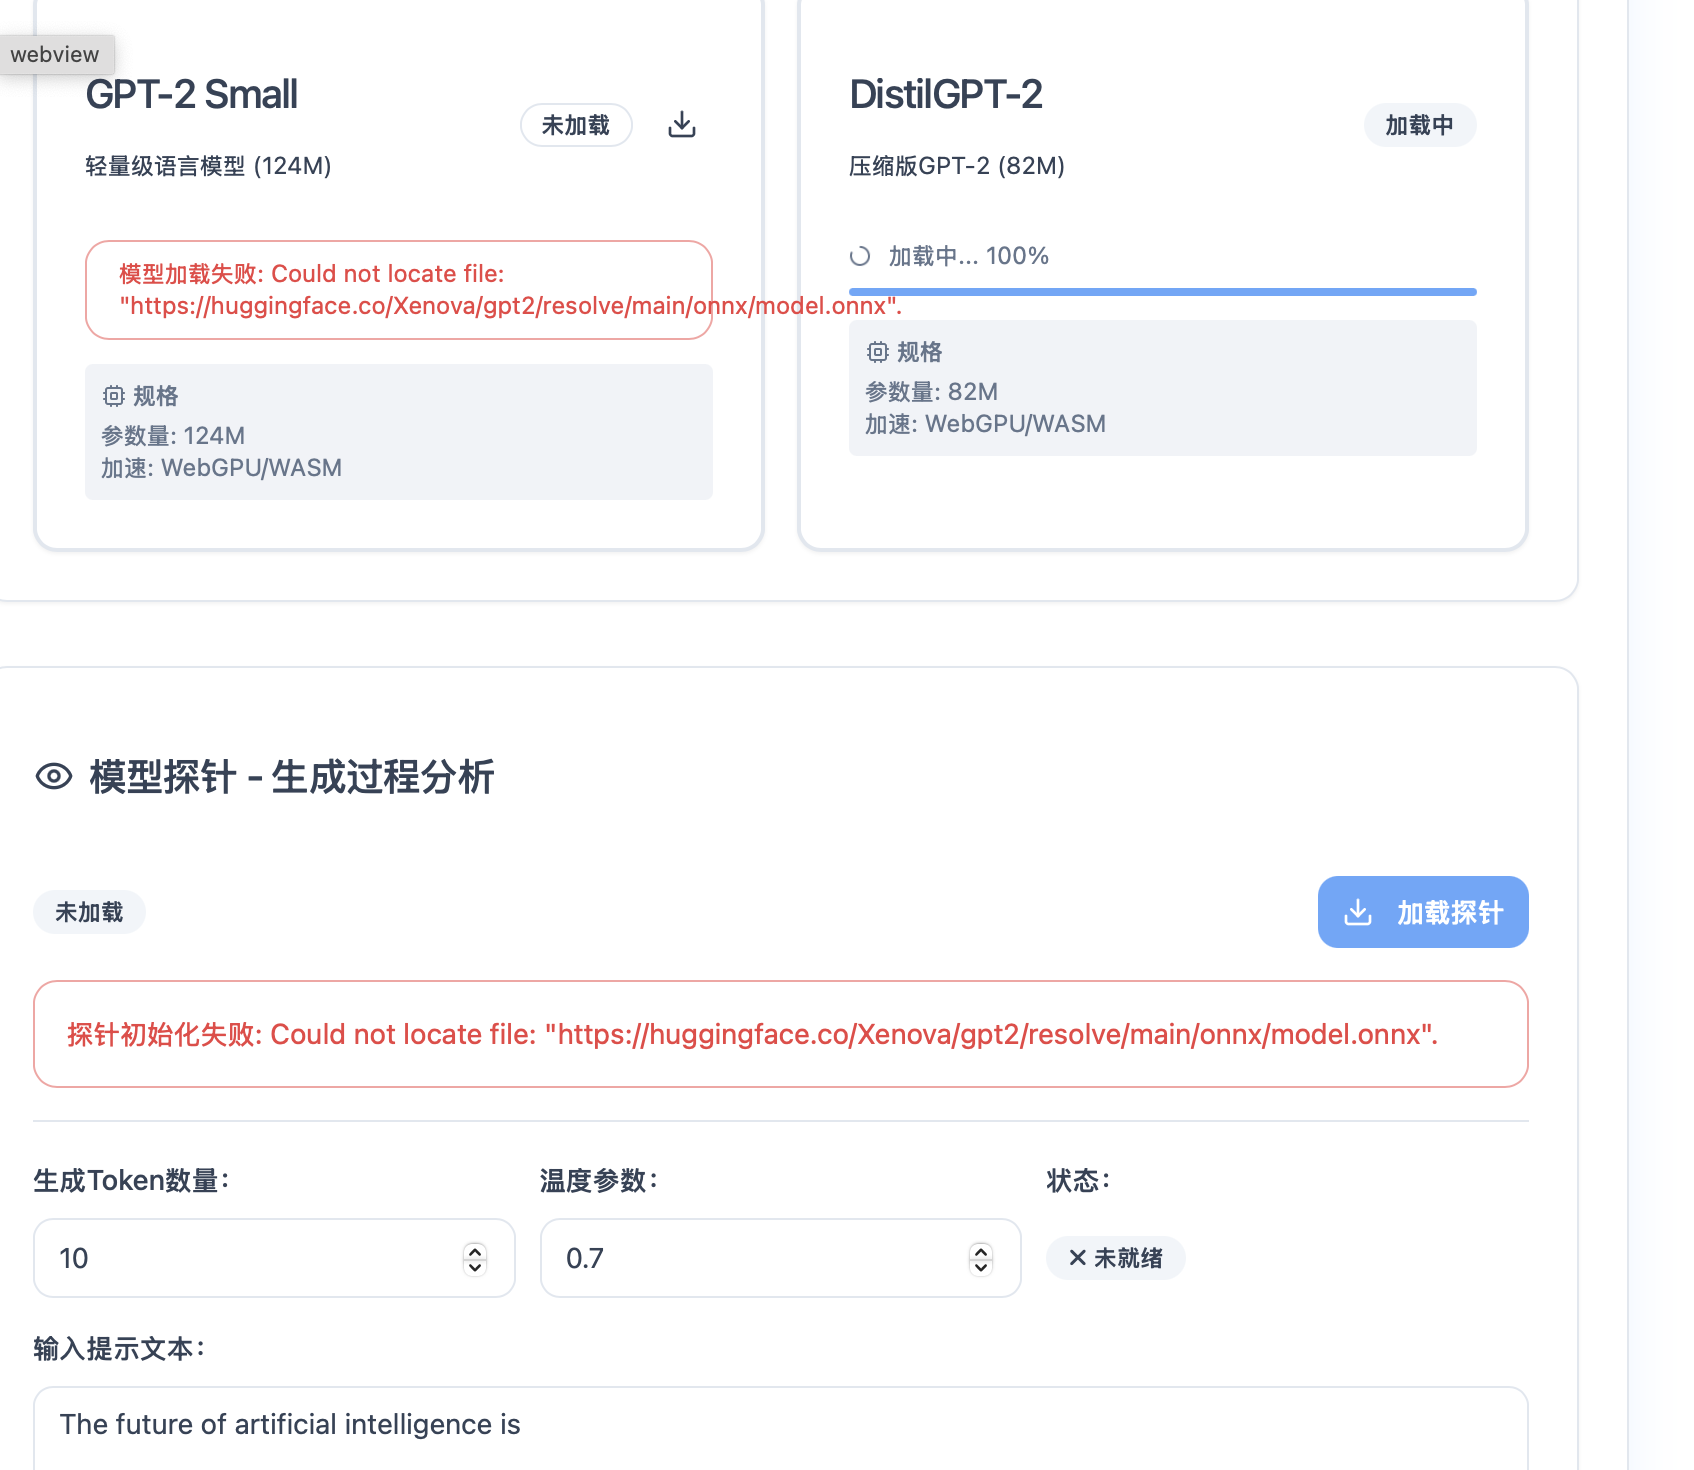 webview
GPT-2 Small
未加载
轻量级语言模型 (124M)
模型加载失败: Could not locate file:
"https://huggingface.co/Xenova/gpt2/resolve/main/onnx/model.onnx".
规格
参数量: 124M
加速: WebGPU/WASM
DistilGPT-2
加载中
压缩版GPT-2 (82M)
加载中... 100%
规格
参数量: 82M
加速: WebGPU/WASM
模型探针 - 生成过程分析
未加载
加载探针
探针初始化失败: Could not locate file: "https://huggingface.co/Xenova/gpt2/resolve/main/onnx/model.onnx".
生成Token数量：
10
温度参数：
0.7
状态：
未就绪
输入提示文本：
The future of artificial intelligence is